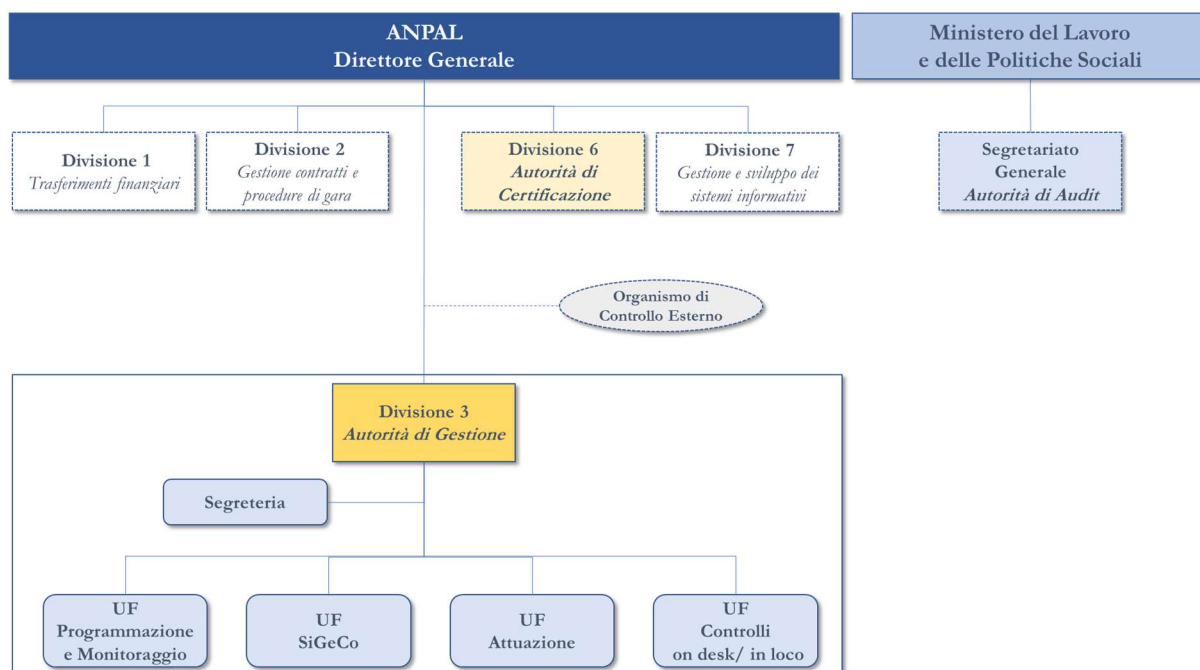 ANPAL
Direttore Generale
Ministero del Lavoro
e delle Politiche Sociali
Divisione 1
Trasferimenti finanziari
Divisione 2
Gestione contratti e
procedure di gara
Divisione 6
Autorità di
Certificazione
Divisione 7
Gestione e sviluppo dei
sistemi informativi
Segretariato
Generale
Autorità di Audit
Organismo di
Controllo Esterno
Divisione 3
Autorità di Gestione
Segreteria
UF
Programmazione
e Monitoraggio
UF
SiGeCo
UF
Attuazione
UF
Controlli
on desk/ in loco